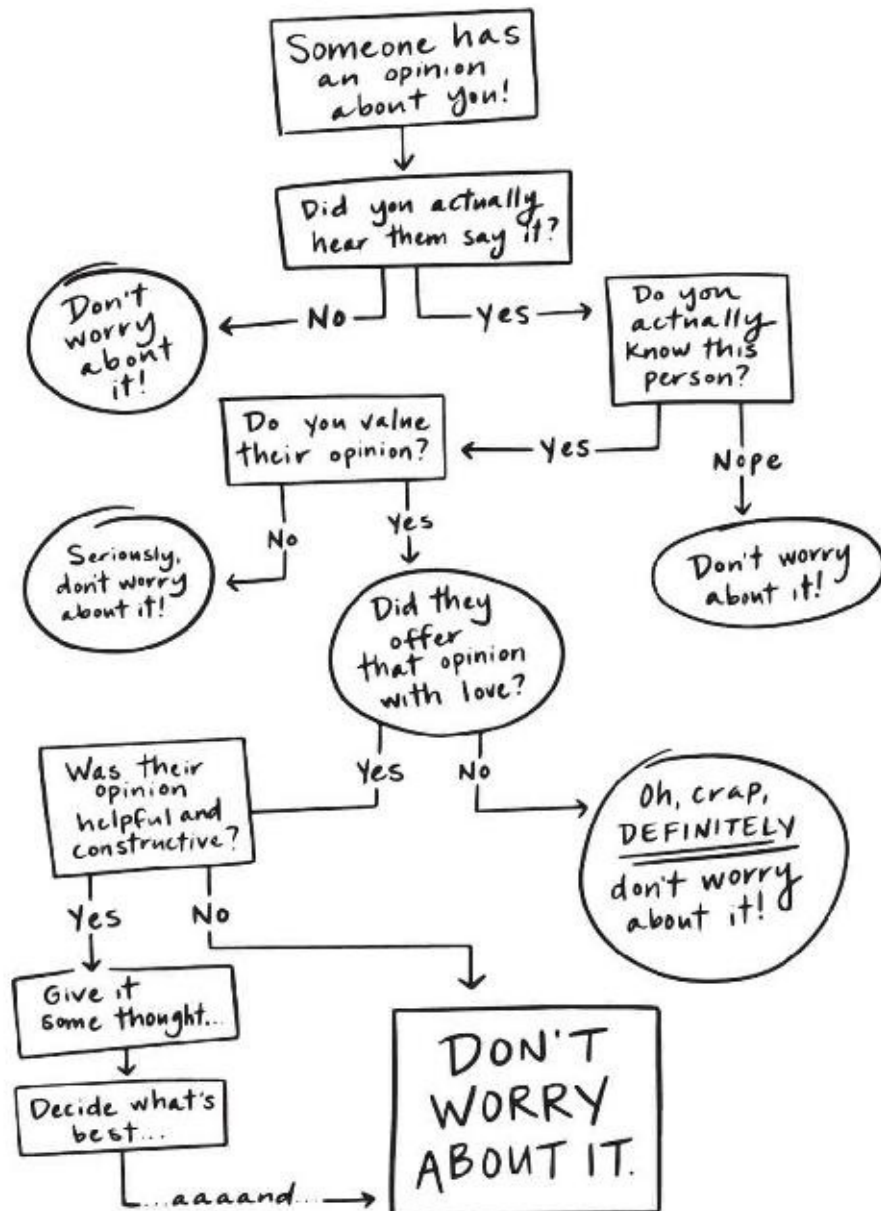 Someone has
an opinion
about you!
Did you actually
hear them say it?
Don't
worry
about
it!
No
Yes
Do you
actually
know this
person?
Do you value
their opinion?
Yes
Nope
No
Yes
Seriously,
don't worry
about it!
Did they
offer
that opinion
with love?
Don't worry
about it!
Was their
opinion
helpful and
constructive?
Yes
No
Oh, crap,
DEFINITELY
don't worry
about it!
Yes
No
Give it
some thought...
Decide what's
best...
...aaaand...
DON'T
WORRY
ABOUT IT.